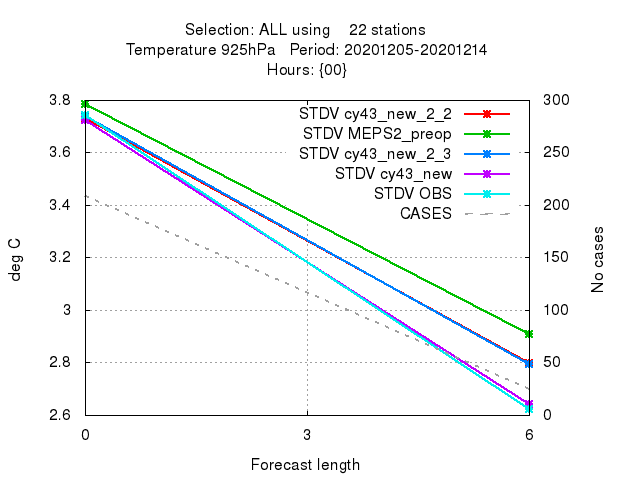 Selection: ALL using 22 stations
Temperature 925hPa Period: 20201205-20201214
Hours: {00}
3.8
3.6
3.4
3.2
3
2.8
2.6
deg C
STDV cy43_new_2_2
STDV MEPS2_preop
STDV cy43_new_2_3
STDV cy43_new
STDV OBS
CASES
300
250
200
150
100
50
0
No cases
0 3 6
Forecast length